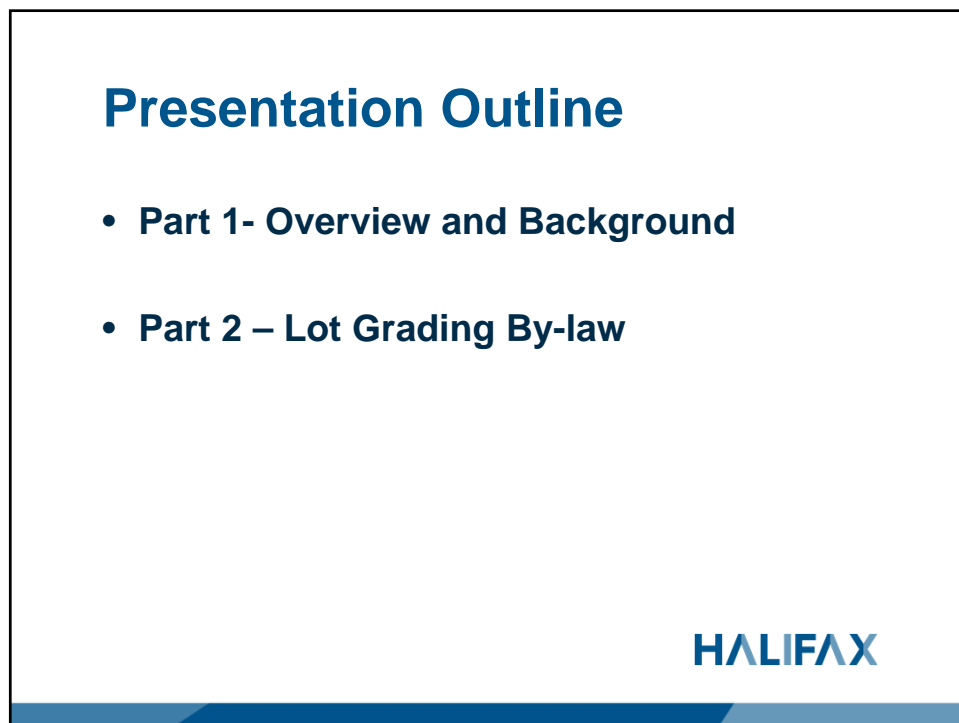 Presentation Outline
• Part 1- Overview and Background
• Part 2 – Lot Grading By-law
HALIFAX